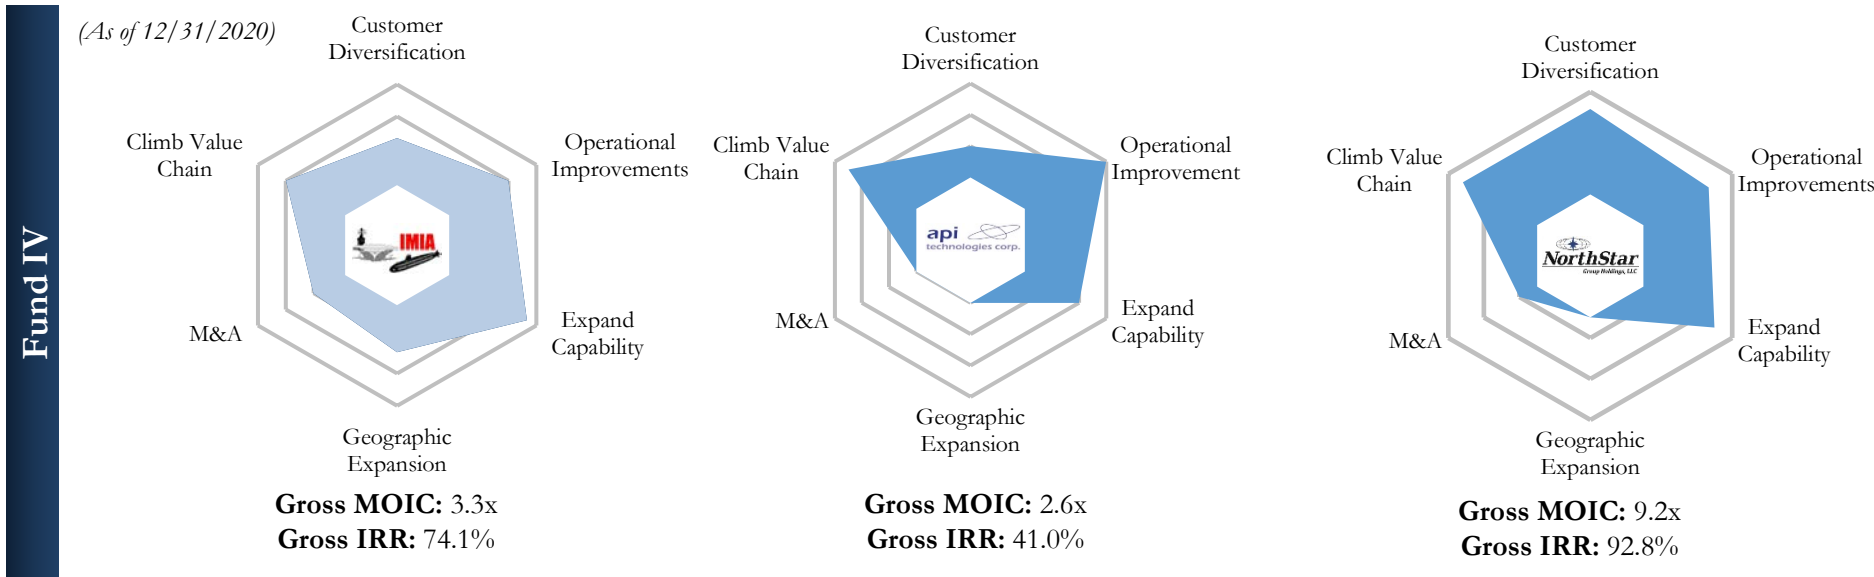 Fund IV
(As of 12/31/2020)
Customer
Diversification
Climb Value
Chain
Operational
Improvements
IMIA
M&A
Expand
Capability
Geographic
Expansion
Gross MOIC: 3.3x
Gross IRR: 74.1%
Customer
Diversification
Climb Value
Chain
Operational
Improvement
api
technologies corp.
M&A
Expand
Capability
Geographic
Expansion
Gross MOIC: 2.6x
Gross IRR: 41.0%
Customer
Diversification
Climb Value
Chain
Operational
Improvements
NorthStar
Group Holdings, LLC
M&A
Expand
Capability
Geographic
Expansion
Gross MOIC: 9.2x
Gross IRR: 92.8%